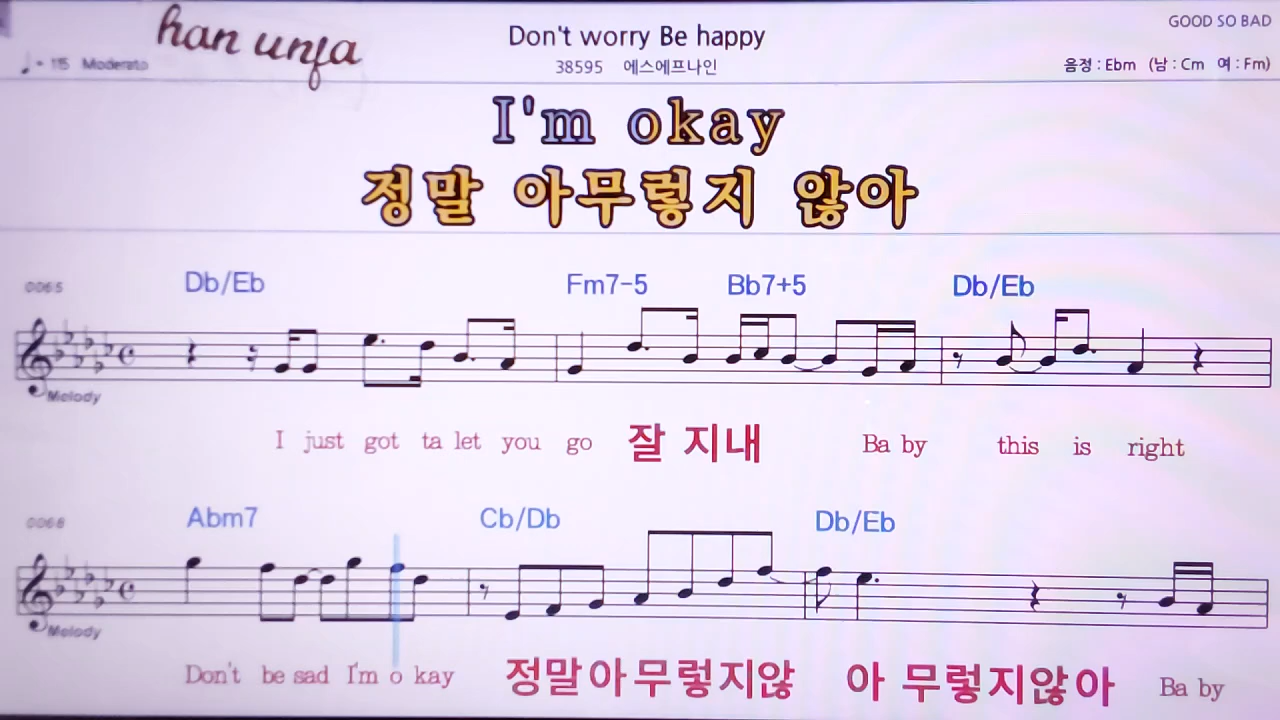 han unfa
Don't worry Be happy
GOOD SO BAD
♩= 115 Moderato
38595 에스에프나인
음정 : Ebm (남 : Cm 여 : Fm)
I'm okay
정말 아무렇지 않아
0065 Db/Eb Fm7-5 Bb7+5 Db/Eb
Melody
I just got ta let you go 잘 지내 Ba by this is right
0068 Abm7 Cb/Db Db/Eb
Melody
Don't be sad I'm o kay 정말아무렇지않 아 무렇지않아 Ba by